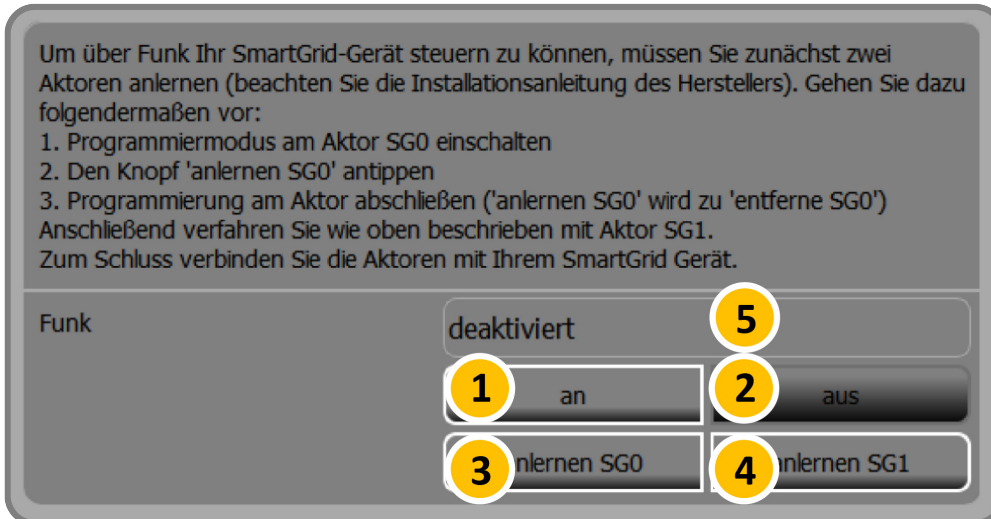 Um über Funk Ihr SmartGrid-Gerät steuern zu können, müssen Sie zunächst zwei
Aktoren anlernen (beachten Sie die Installationsanleitung des Herstellers). Gehen Sie dazu
folgendermaßen vor:
1. Programmiermodus am Aktor SG0 einschalten
2. Den Knopf 'anlernen SG0' antippen
3. Programmierung am Aktor abschließen ('anlernen SG0' wird zu 'entferne SG0')
Anschließend verfahren Sie wie oben beschrieben mit Aktor SG1.
Zum Schluss verbinden Sie die Aktoren mit Ihrem SmartGrid Gerät.
Funk deaktiviert 5
1 an 2 aus
3 nlernen SG0 4 anlernen SG1